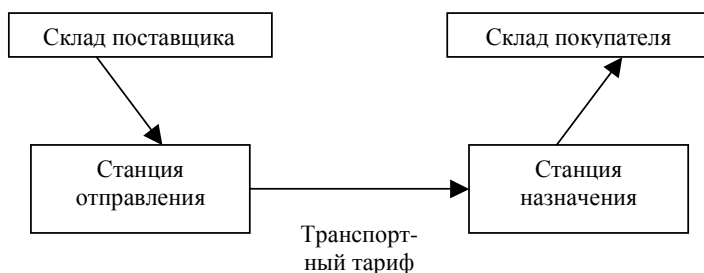 Склад поставщика
Склад покупателя
Станция
отправления
Станция
назначения
Транспорт-
ный тариф